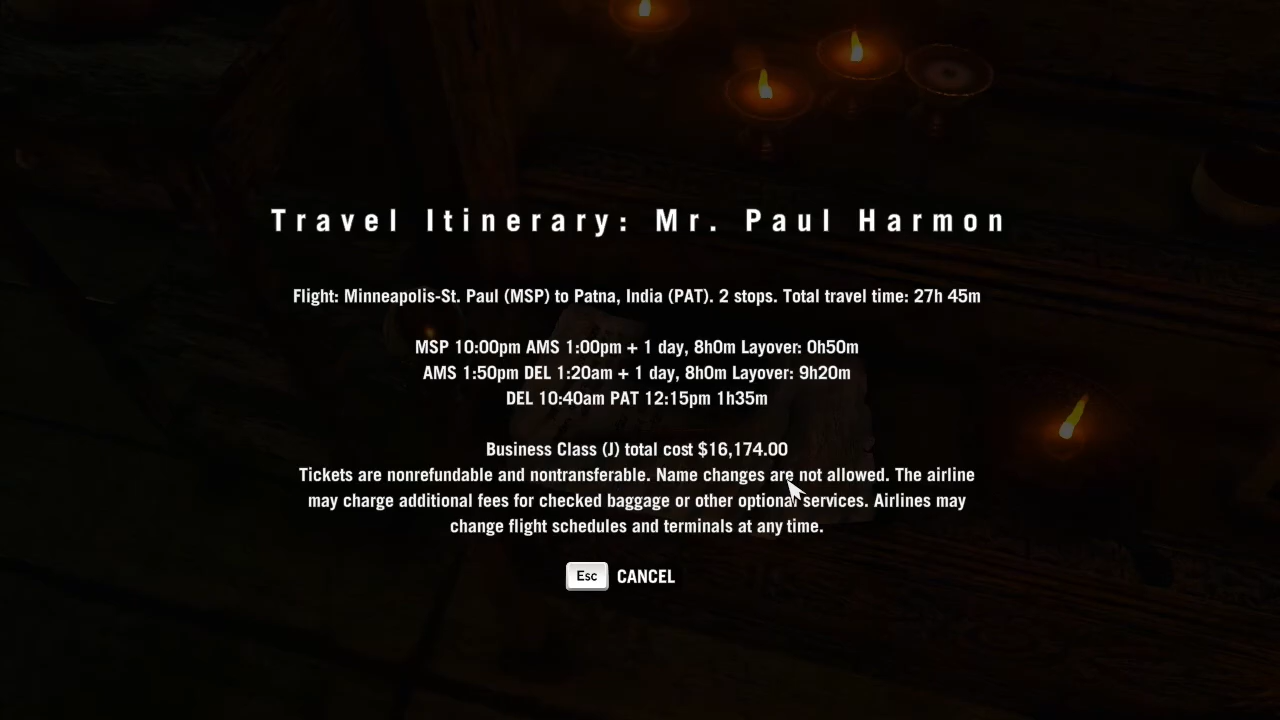 Travel Itinerary: Mr. Paul Harmon
Flight: Minneapolis-St. Paul (MSP) to Patna, India (PAT). 2 stops. Total travel time: 27h 45m
MSP 10:00pm AMS 1:00pm + 1 day, 8h0m Layover: 0h50m
AMS 1:50pm DEL 1:20am + 1 day, 8h0m Layover: 9h20m
DEL 10:40am PAT 12:15pm 1h35m
Business Class (J) total cost $16,174.00
Tickets are nonrefundable and nontransferable. Name changes are not allowed. The airline
may charge additional fees for checked baggage or other optional services. Airlines may
change flight schedules and terminals at any time.
Esc CANCEL